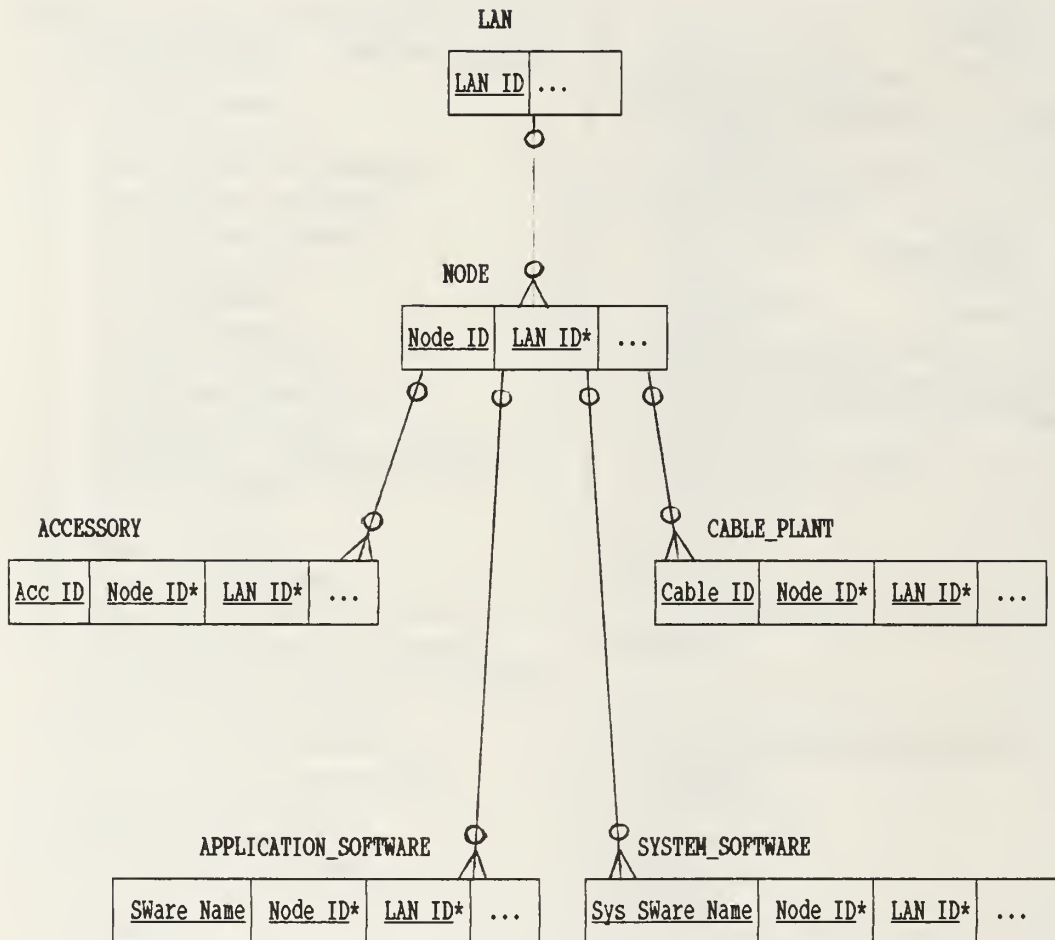 LAN
LAN ID ...
NODE
Node ID LAN ID* ...
ACCESSORY
Acc ID Node ID* LAN ID* ...
CABLE_PLANT
Cable ID Node ID* LAN ID* ...
APPLICATION_SOFTWARE
SWare Name Node ID* LAN ID* ...
SYSTEM_SOFTWARE
Sys SWare Name Node ID* LAN ID* ...